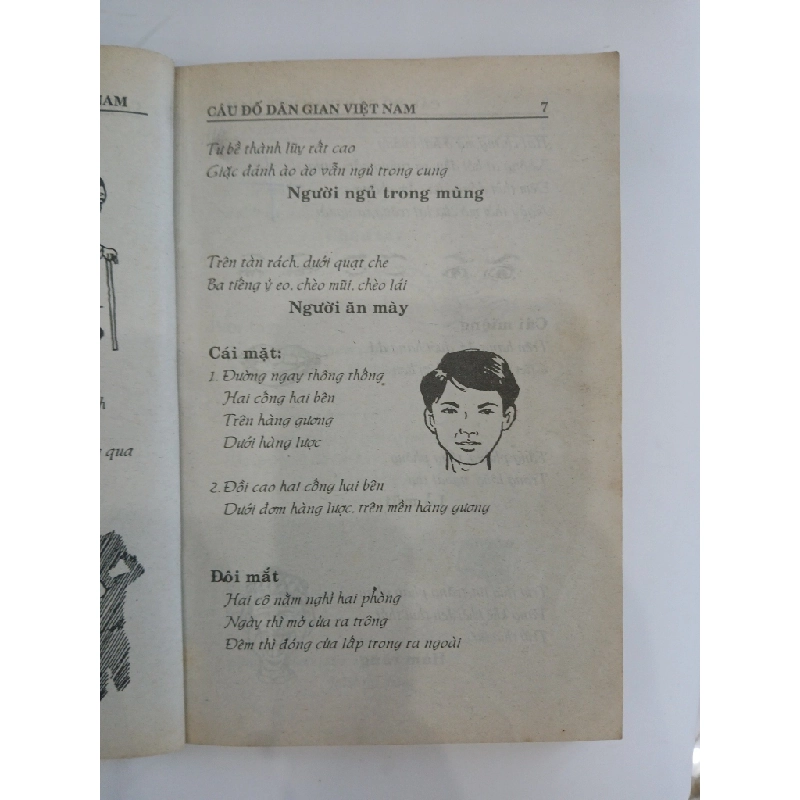 NAM
h
qua
CÂU ĐỐ DÂN GIAN VIỆT NAM 7
Tư bề thành lũy rất cao
Giặc đánh ào ào vẫn ngủ trong cung
Người ngủ trong mùng
Trên tàn rách, dưới quạt che
Ba tiếng ỷ eo, chèo mũi, chèo lái
Người ăn mày
Cái mặt:
1. Đường ngay thông thống
Hai cống hai bên
Trên hàng gương
Dưới hàng lược
2. Đồi cao hai cống hai bên
Dưới đơm hàng lược, trên mền hàng gương
Đôi mắt
Hai cô nằm nghỉ hai phòng
Ngày thì mở cửa ra trông
Đêm thì đóng cửa lấp trong ra ngoài